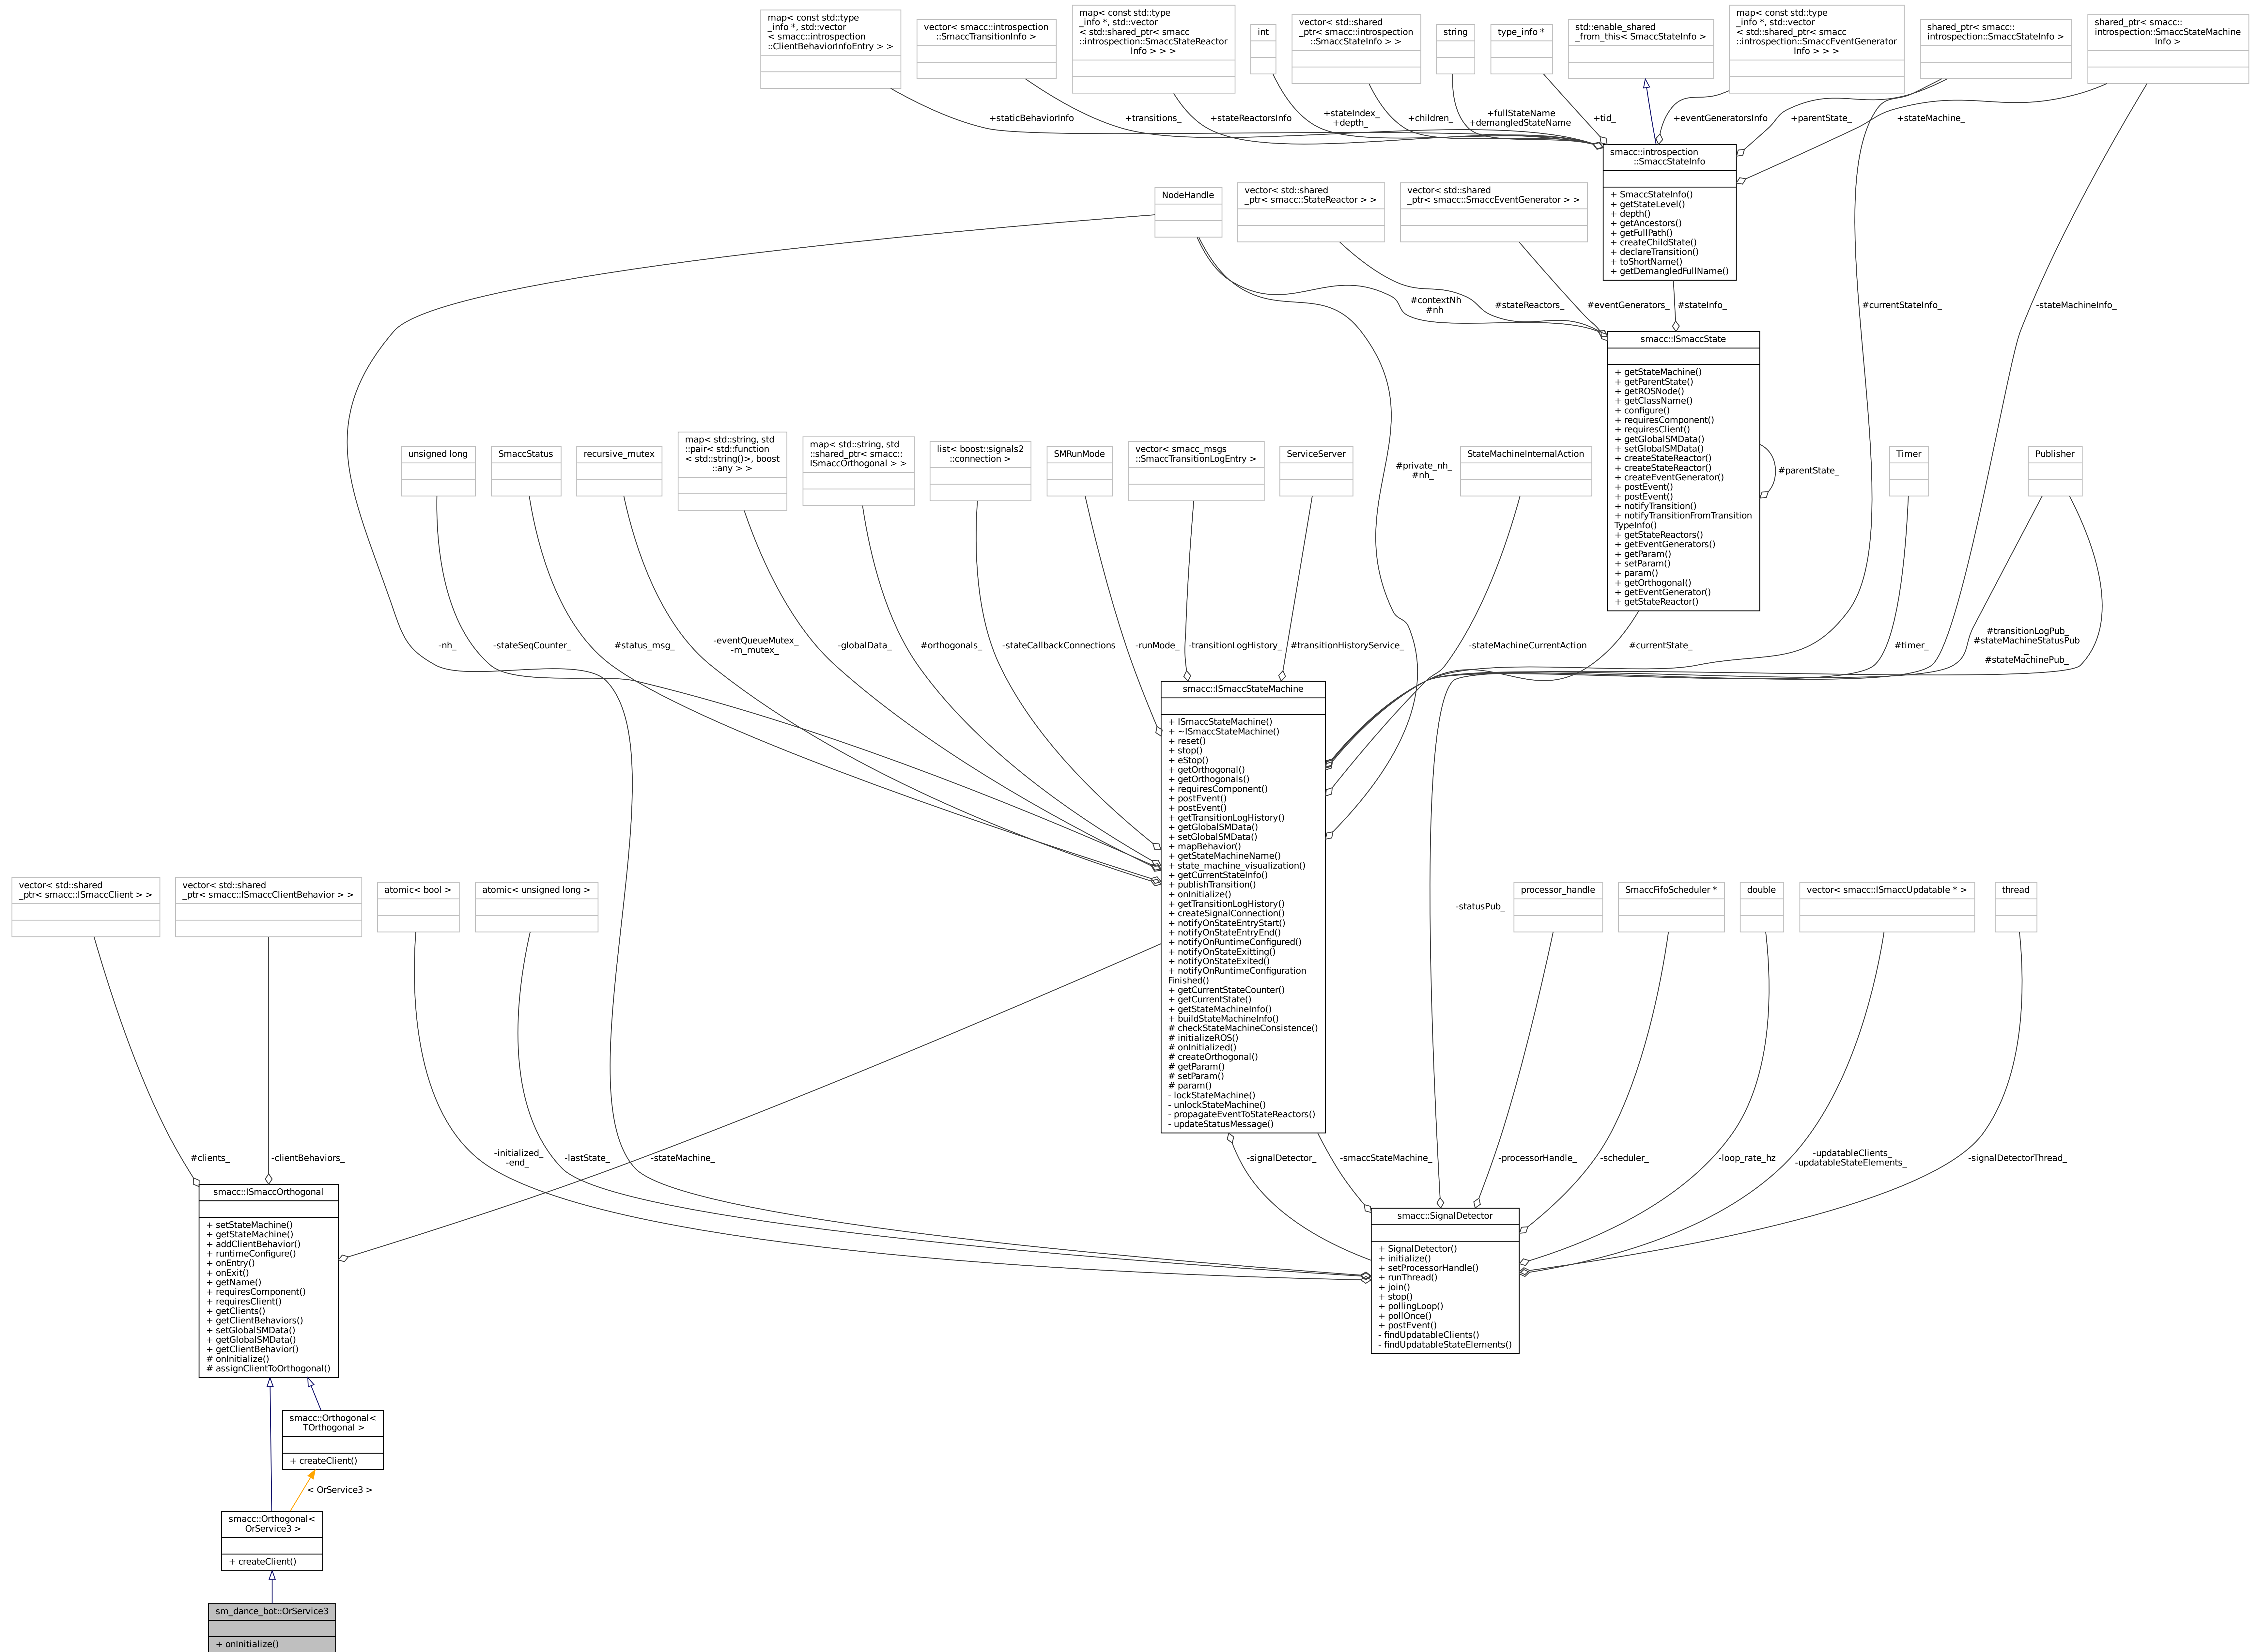 map< const std::type
_info *, std::vector
< smacc::introspection
::ClientBehaviorInfoEntry > >
vector< smacc::introspection
::SmaccTransitionInfo >
map< const std::type
_info *, std::vector
< std::shared_ptr< smacc
::introspection::SmaccStateReactor
Info > > >
int
vector< std::shared
_ptr< smacc::introspection
::SmaccStateInfo > >
string
type_info *
std::enable_shared
_from_this< SmaccStateInfo >
map< const std::type
_info *, std::vector
< std::shared_ptr< smacc
::introspection::SmaccEventGenerator
Info > > >
shared_ptr< smacc::
introspection::SmaccStateInfo >
shared_ptr< smacc::
introspection::SmaccStateMachine
Info >
+staticBehaviorInfo
+transitions_
+stateReactorsInfo
+stateIndex_
+depth_
+children_
+fullStateName
+demangledStateName
+tid_
+eventGeneratorsInfo
+parentState_
+stateMachine_
smacc::introspection
::SmaccStateInfo
+ SmaccStateInfo()
+ getStateLevel()
+ depth()
+ getAncestors()
+ getFullPath()
+ createChildState()
+ declareTransition()
+ toShortName()
+ getDemangledFullName()
NodeHandle
vector< std::shared
_ptr< smacc::StateReactor > >
vector< std::shared
_ptr< smacc::SmaccEventGenerator > >
#contextNh
#nh
#stateReactors_
#eventGenerators_
#stateInfo_
#currentStateInfo_
-stateMachineInfo_
smacc::ISmaccState
+ getStateMachine()
+ getParentState()
+ getROSNode()
+ getClassName()
+ configure()
+ requiresComponent()
+ requiresClient()
+ getGlobalSMData()
+ setGlobalSMData()
+ createStateReactor()
+ createStateReactor()
+ createEventGenerator()
+ postEvent()
+ postEvent()
+ notifyTransition()
+ notifyTransitionFromTransition
TypeInfo()
+ getStateReactors()
+ getEventGenerators()
+ getParam()
+ setParam()
+ param()
+ getOrthogonal()
+ getEventGenerator()
+ getStateReactor()
#parentState_
unsigned long
SmaccStatus
recursive_mutex
map< std::string, std
::pair< std::function
< std::string()>, boost
::any > >
map< std::string, std
::shared_ptr< smacc::
ISmaccOrthogonal > >
list< boost::signals2
::connection >
SMRunMode
vector< smacc_msgs
::SmaccTransitionLogEntry >
ServiceServer
#private_nh_
#nh_
StateMachineInternalAction
Timer
Publisher
-nh_
-stateSeqCounter_
#status_msg_
-eventQueueMutex_
-m_mutex_
-globalData_
#orthogonals_
-stateCallbackConnections
-runMode_
-transitionLogHistory_
#transitionHistoryService_
-stateMachineCurrentAction
#currentState_
#timer_
#transitionLogPub_
#stateMachineStatusPub
_
#stateMachinePub_
smacc::ISmaccStateMachine
+ ISmaccStateMachine()
+ ~ISmaccStateMachine()
+ reset()
+ stop()
+ eStop()
+ getOrthogonal()
+ getOrthogonals()
+ requiresComponent()
+ postEvent()
+ postEvent()
+ getTransitionLogHistory()
+ getGlobalSMData()
+ setGlobalSMData()
+ mapBehavior()
+ getStateMachineName()
+ state_machine_visualization()
+ getCurrentStateInfo()
+ publishTransition()
+ onInitialize()
+ getTransitionLogHistory()
+ createSignalConnection()
+ notifyOnStateEntryStart()
+ notifyOnStateEntryEnd()
+ notifyOnRuntimeConfigured()
+ notifyOnStateExitting()
+ notifyOnStateExited()
+ notifyOnRuntimeConfiguration
Finished()
+ getCurrentStateCounter()
+ getCurrentState()
+ getStateMachineInfo()
+ buildStateMachineInfo()
# checkStateMachineConsistence()
# initializeROS()
# onInitialized()
# createOrthogonal()
# getParam()
# setParam()
# param()
- lockStateMachine()
- unlockStateMachine()
- propagateEventToStateReactors()
- updateStatusMessage()
vector< std::shared
_ptr< smacc::ISmaccClient > >
vector< std::shared
_ptr< smacc::ISmaccClientBehavior > >
atomic< bool >
atomic< unsigned long >
-statusPub_
processor_handle
SmaccFifoScheduler *
double
vector< smacc::ISmaccUpdatable * >
thread
#clients_
-clientBehaviors_
-initialized_
-end_
-lastState_
-stateMachine_
-signalDetector_
-smaccStateMachine_
-processorHandle_
-scheduler_
-loop_rate_hz
-updatableClients_
-updatableStateElements_
-signalDetectorThread_
smacc::ISmaccOrthogonal
+ setStateMachine()
+ getStateMachine()
+ addClientBehavior()
+ runtimeConfigure()
+ onEntry()
+ onExit()
+ getName()
+ requiresComponent()
+ requiresClient()
+ getClients()
+ getClientBehaviors()
+ setGlobalSMData()
+ getGlobalSMData()
+ getClientBehavior()
# onInitialize()
# assignClientToOrthogonal()
smacc::SignalDetector
+ SignalDetector()
+ initialize()
+ setProcessorHandle()
+ runThread()
+ join()
+ stop()
+ pollingLoop()
+ pollOnce()
+ postEvent()
- findUpdatableClients()
- findUpdatableStateElements()
smacc::Orthogonal<
TOrthogonal >
+ createClient()
< OrService3 >
smacc::Orthogonal<
OrService3 >
+ createClient()
sm_dance_bot::OrService3
+ onInitialize()